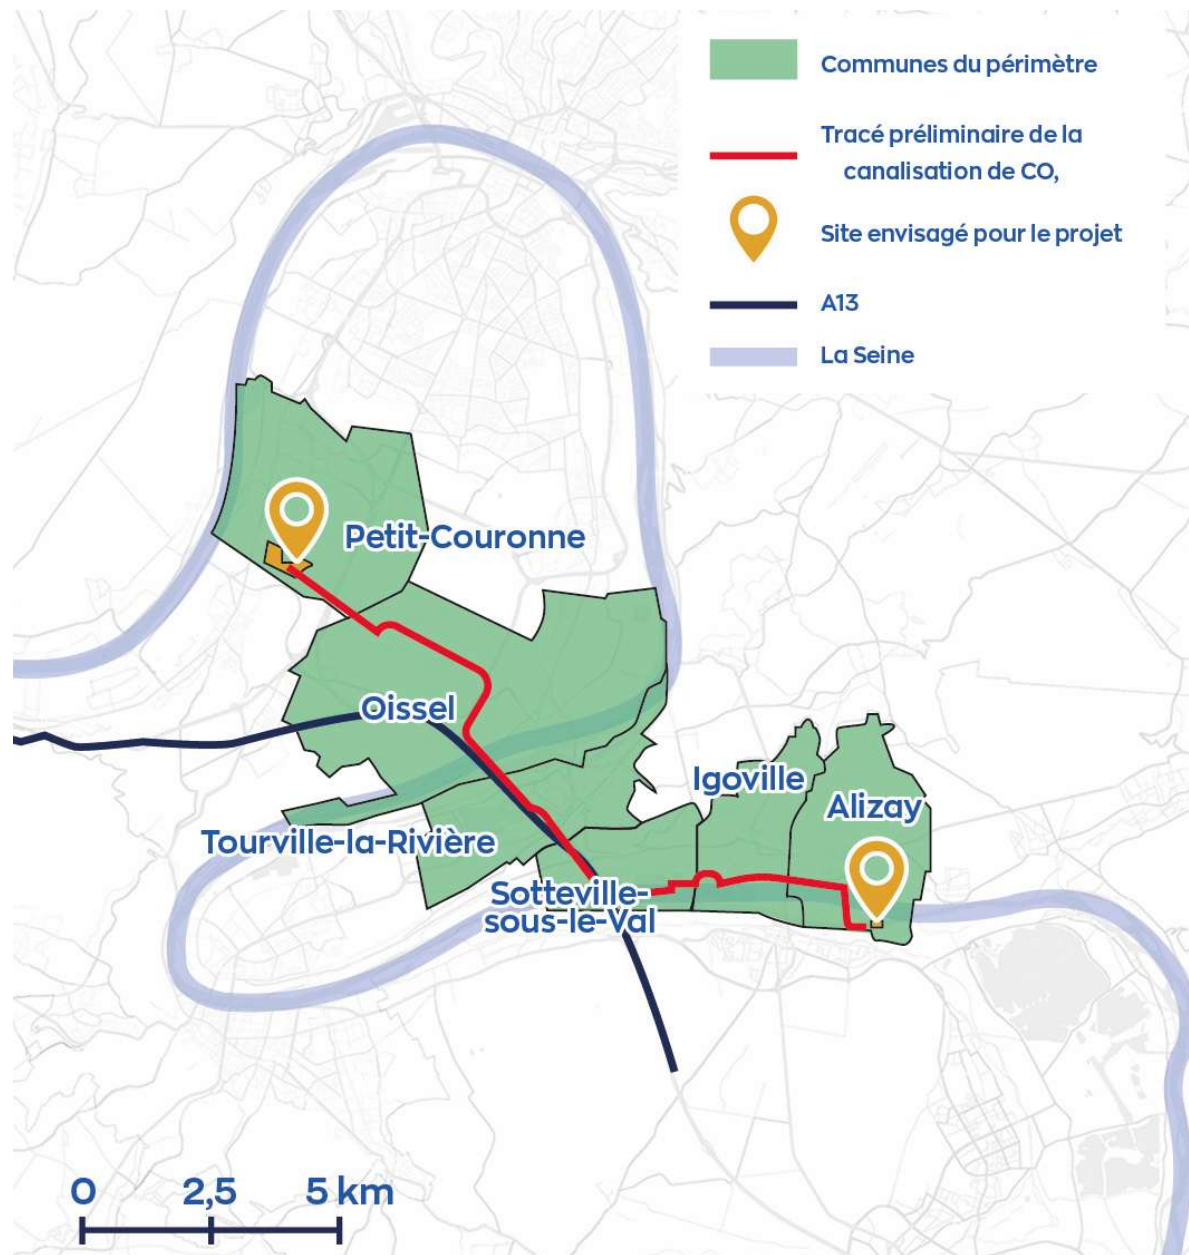 Communes du périmètre
Tracé préliminaire de la
canalisation de CO,
Site envisagé pour le projet
A13
La Seine
Petit-Couronne
Oissel
Igoville
Alizay
Tourville-la-Rivière
Sotteville-
sous-le-Val
0 2,5 5 km